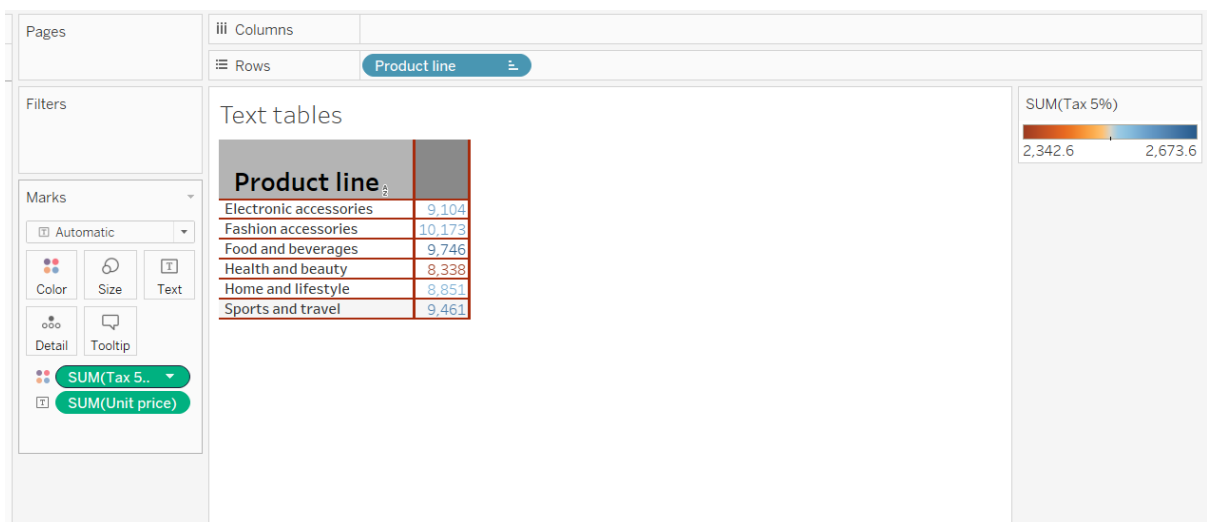 Pages
Columns
Rows
Product line
Filters
Text tables
SUM(Tax 5%)
2,342.6 2,673.6
Product line
Electronic accessories 9,104
Fashion accessories 10,173
Food and beverages 9,746
Health and beauty 8,338
Home and lifestyle 8,851
Sports and travel 9,461
Marks
Automatic
Color Size Text
Detail Tooltip
SUM(Tax 5..
SUM(Unit price)